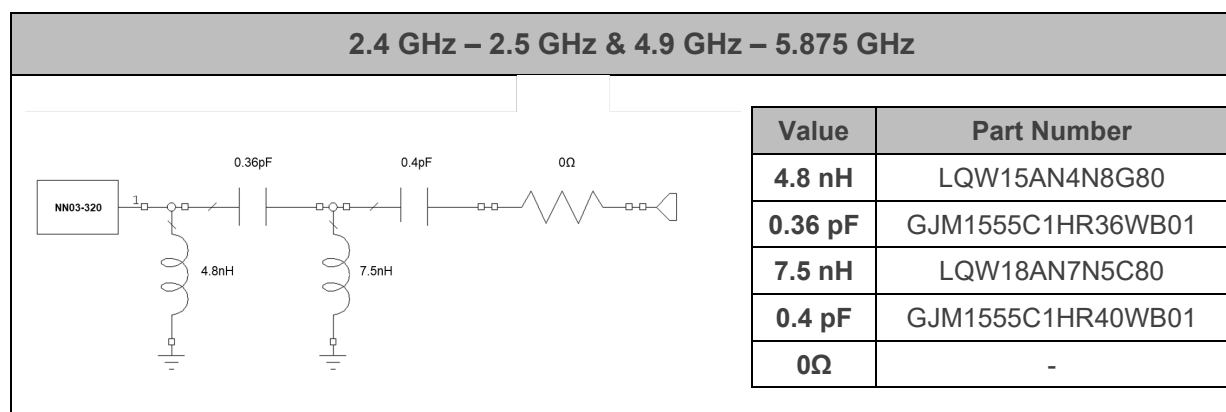 2.4 GHz – 2.5 GHz & 4.9 GHz – 5.875 GHz
0.36pF
0.4pF
0Ω
NN03-320
1
4.8nH
7.5nH
Value Part Number
4.8 nH LQW15AN4N8G80
0.36 pF GJM1555C1HR36WB01
7.5 nH LQW18AN7N5C80
0.4 pF GJM1555C1HR40WB01
0Ω -